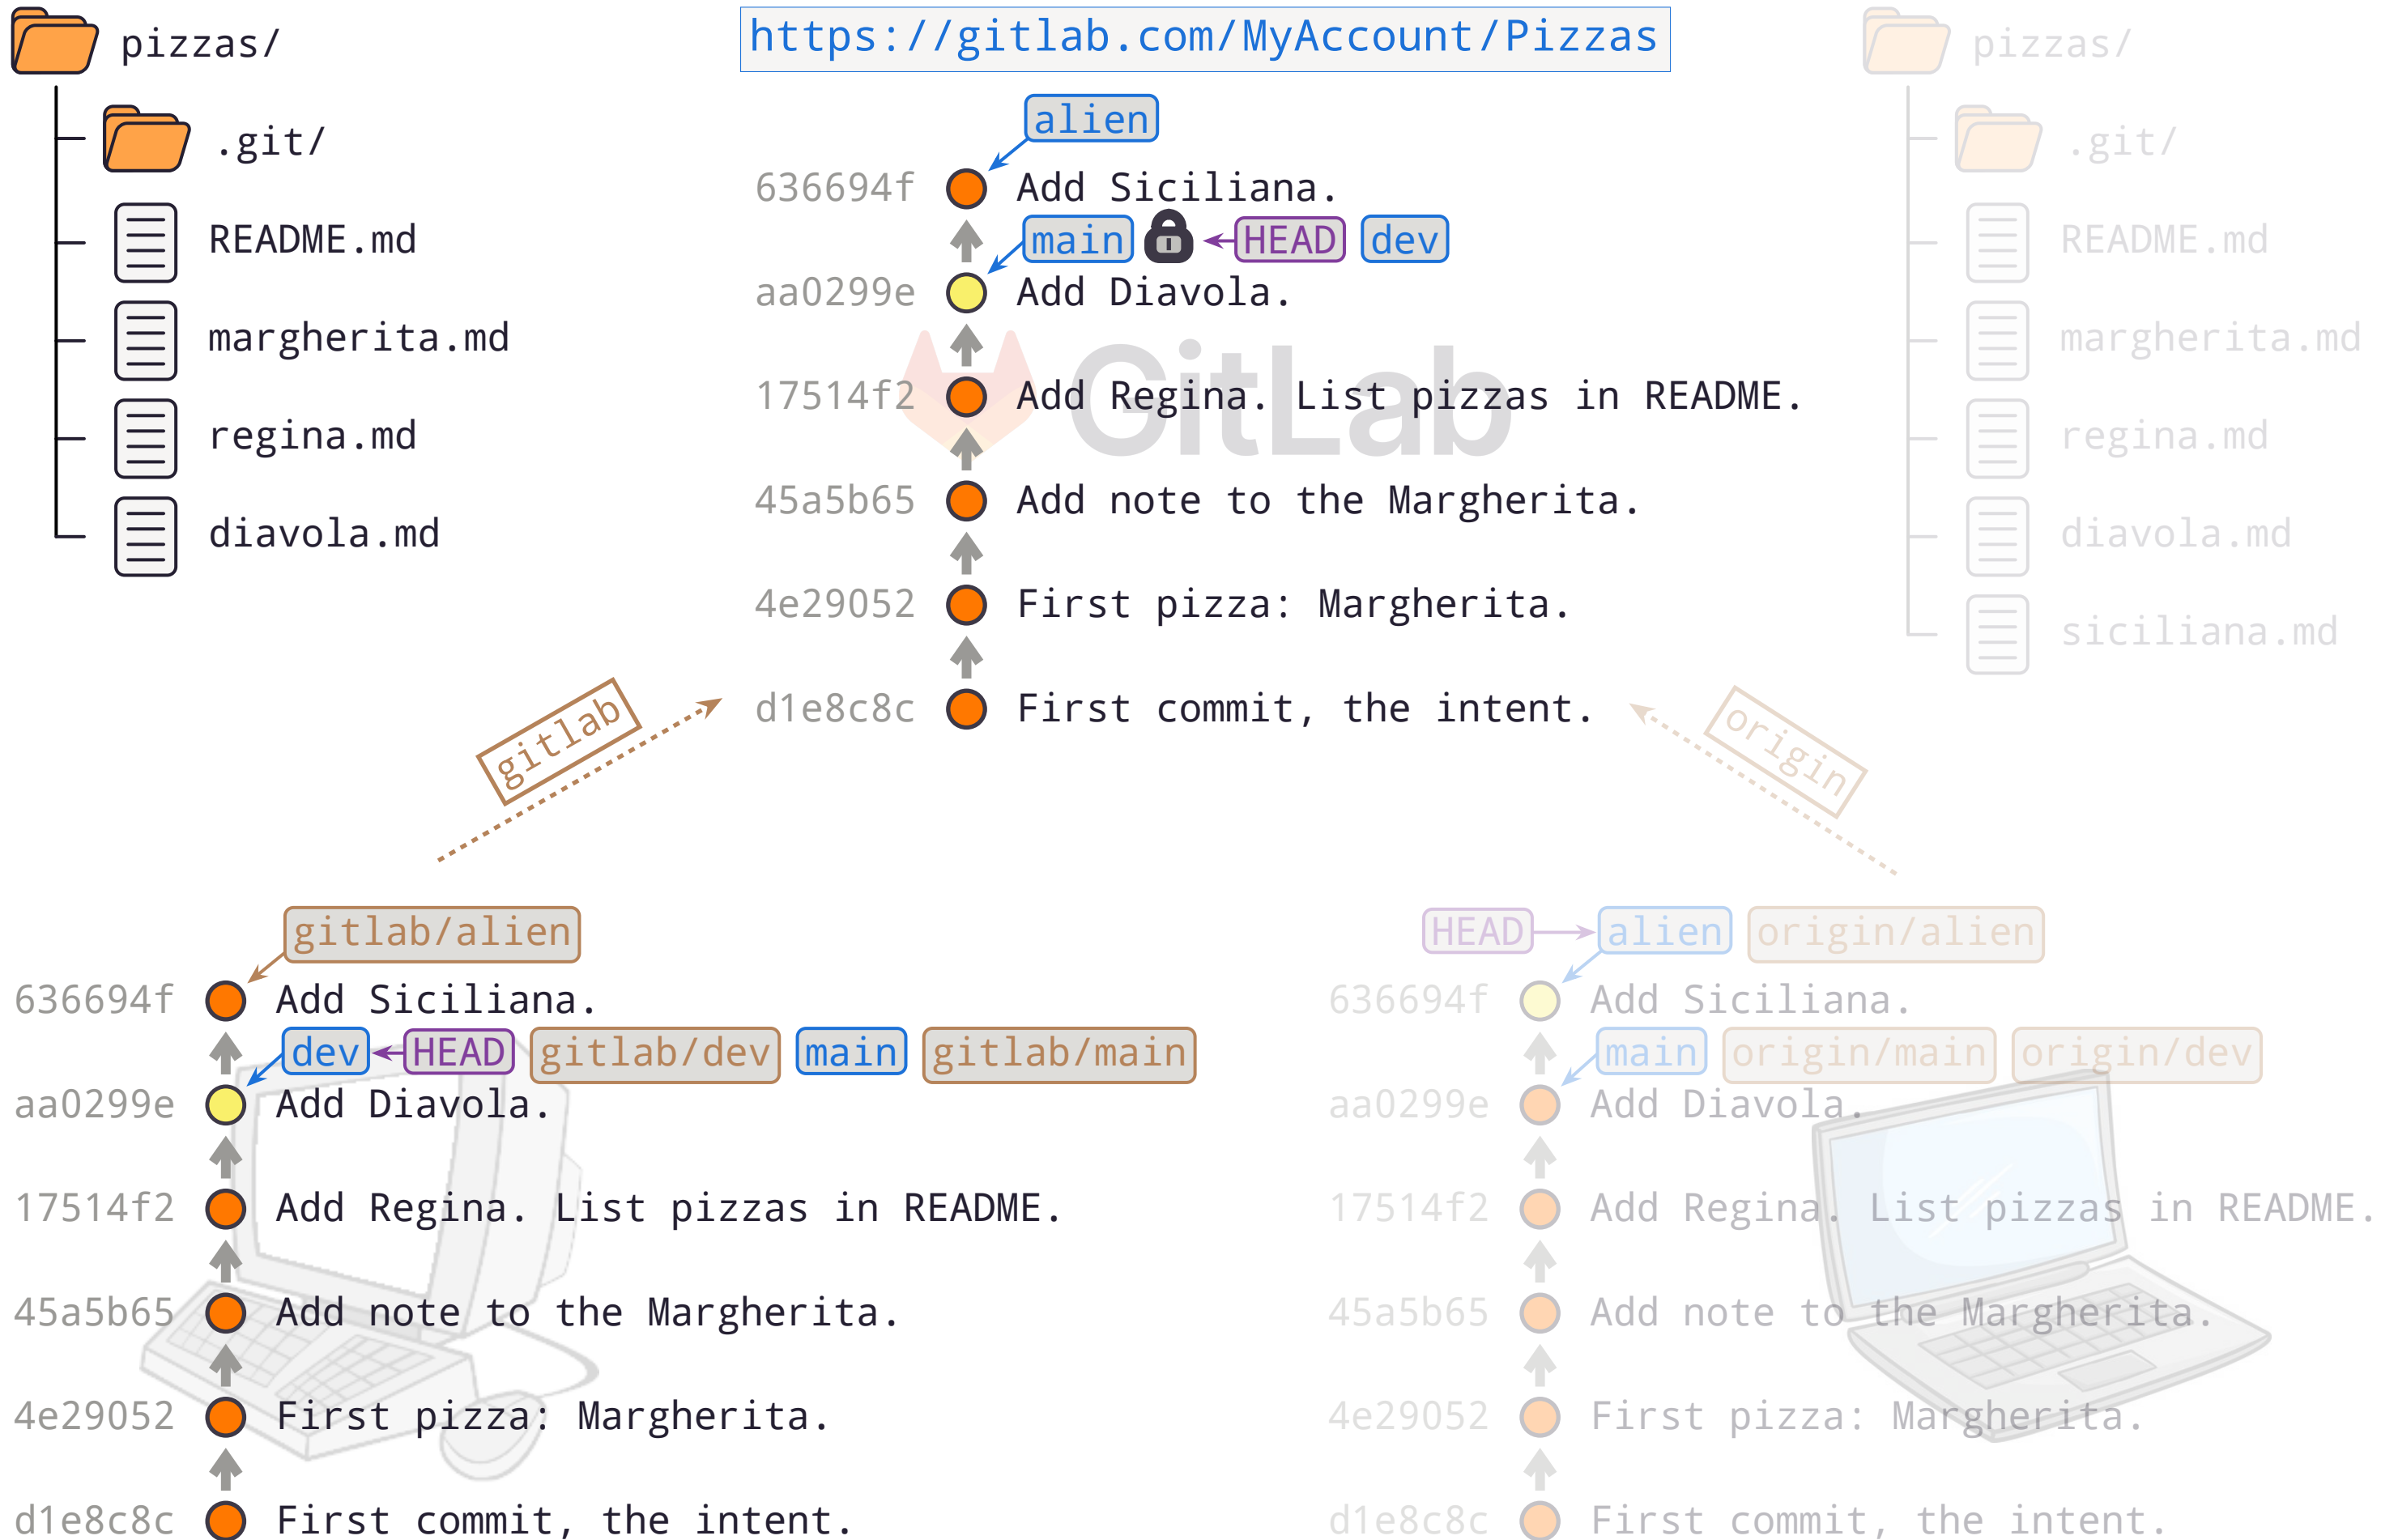 pizzas/
.git/
README.md
margherita.md
regina.md
diavola.md
https://gitlab.com/MyAccount/Pizzas
alien
636694f Add Siciliana.
main HEAD dev
aa0299e Add Diavola.
GitLab
17514f2 Add Regina. List pizzas in README.
45a5b65 Add note to the Margherita.
4e29052 First pizza: Margherita.
d1e8c8c First commit, the intent.
pizzas/
.git/
README.md
margherita.md
regina.md
diavola.md
siciliana.md
gitlab
origin
gitlab/alien
636694f Add Siciliana.
dev HEAD gitlab/dev main gitlab/main
aa0299e Add Diavola.
17514f2 Add Regina. List pizzas in README.
45a5b65 Add note to the Margherita.
4e29052 First pizza: Margherita.
d1e8c8c First commit, the intent.
HEAD alien origin/alien
636694f Add Siciliana.
main origin/main origin/dev
aa0299e Add Diavola.
17514f2 Add Regina. List pizzas in README.
45a5b65 Add note to the Margherita.
4e29052 First pizza: Margherita.
d1e8c8c First commit, the intent.